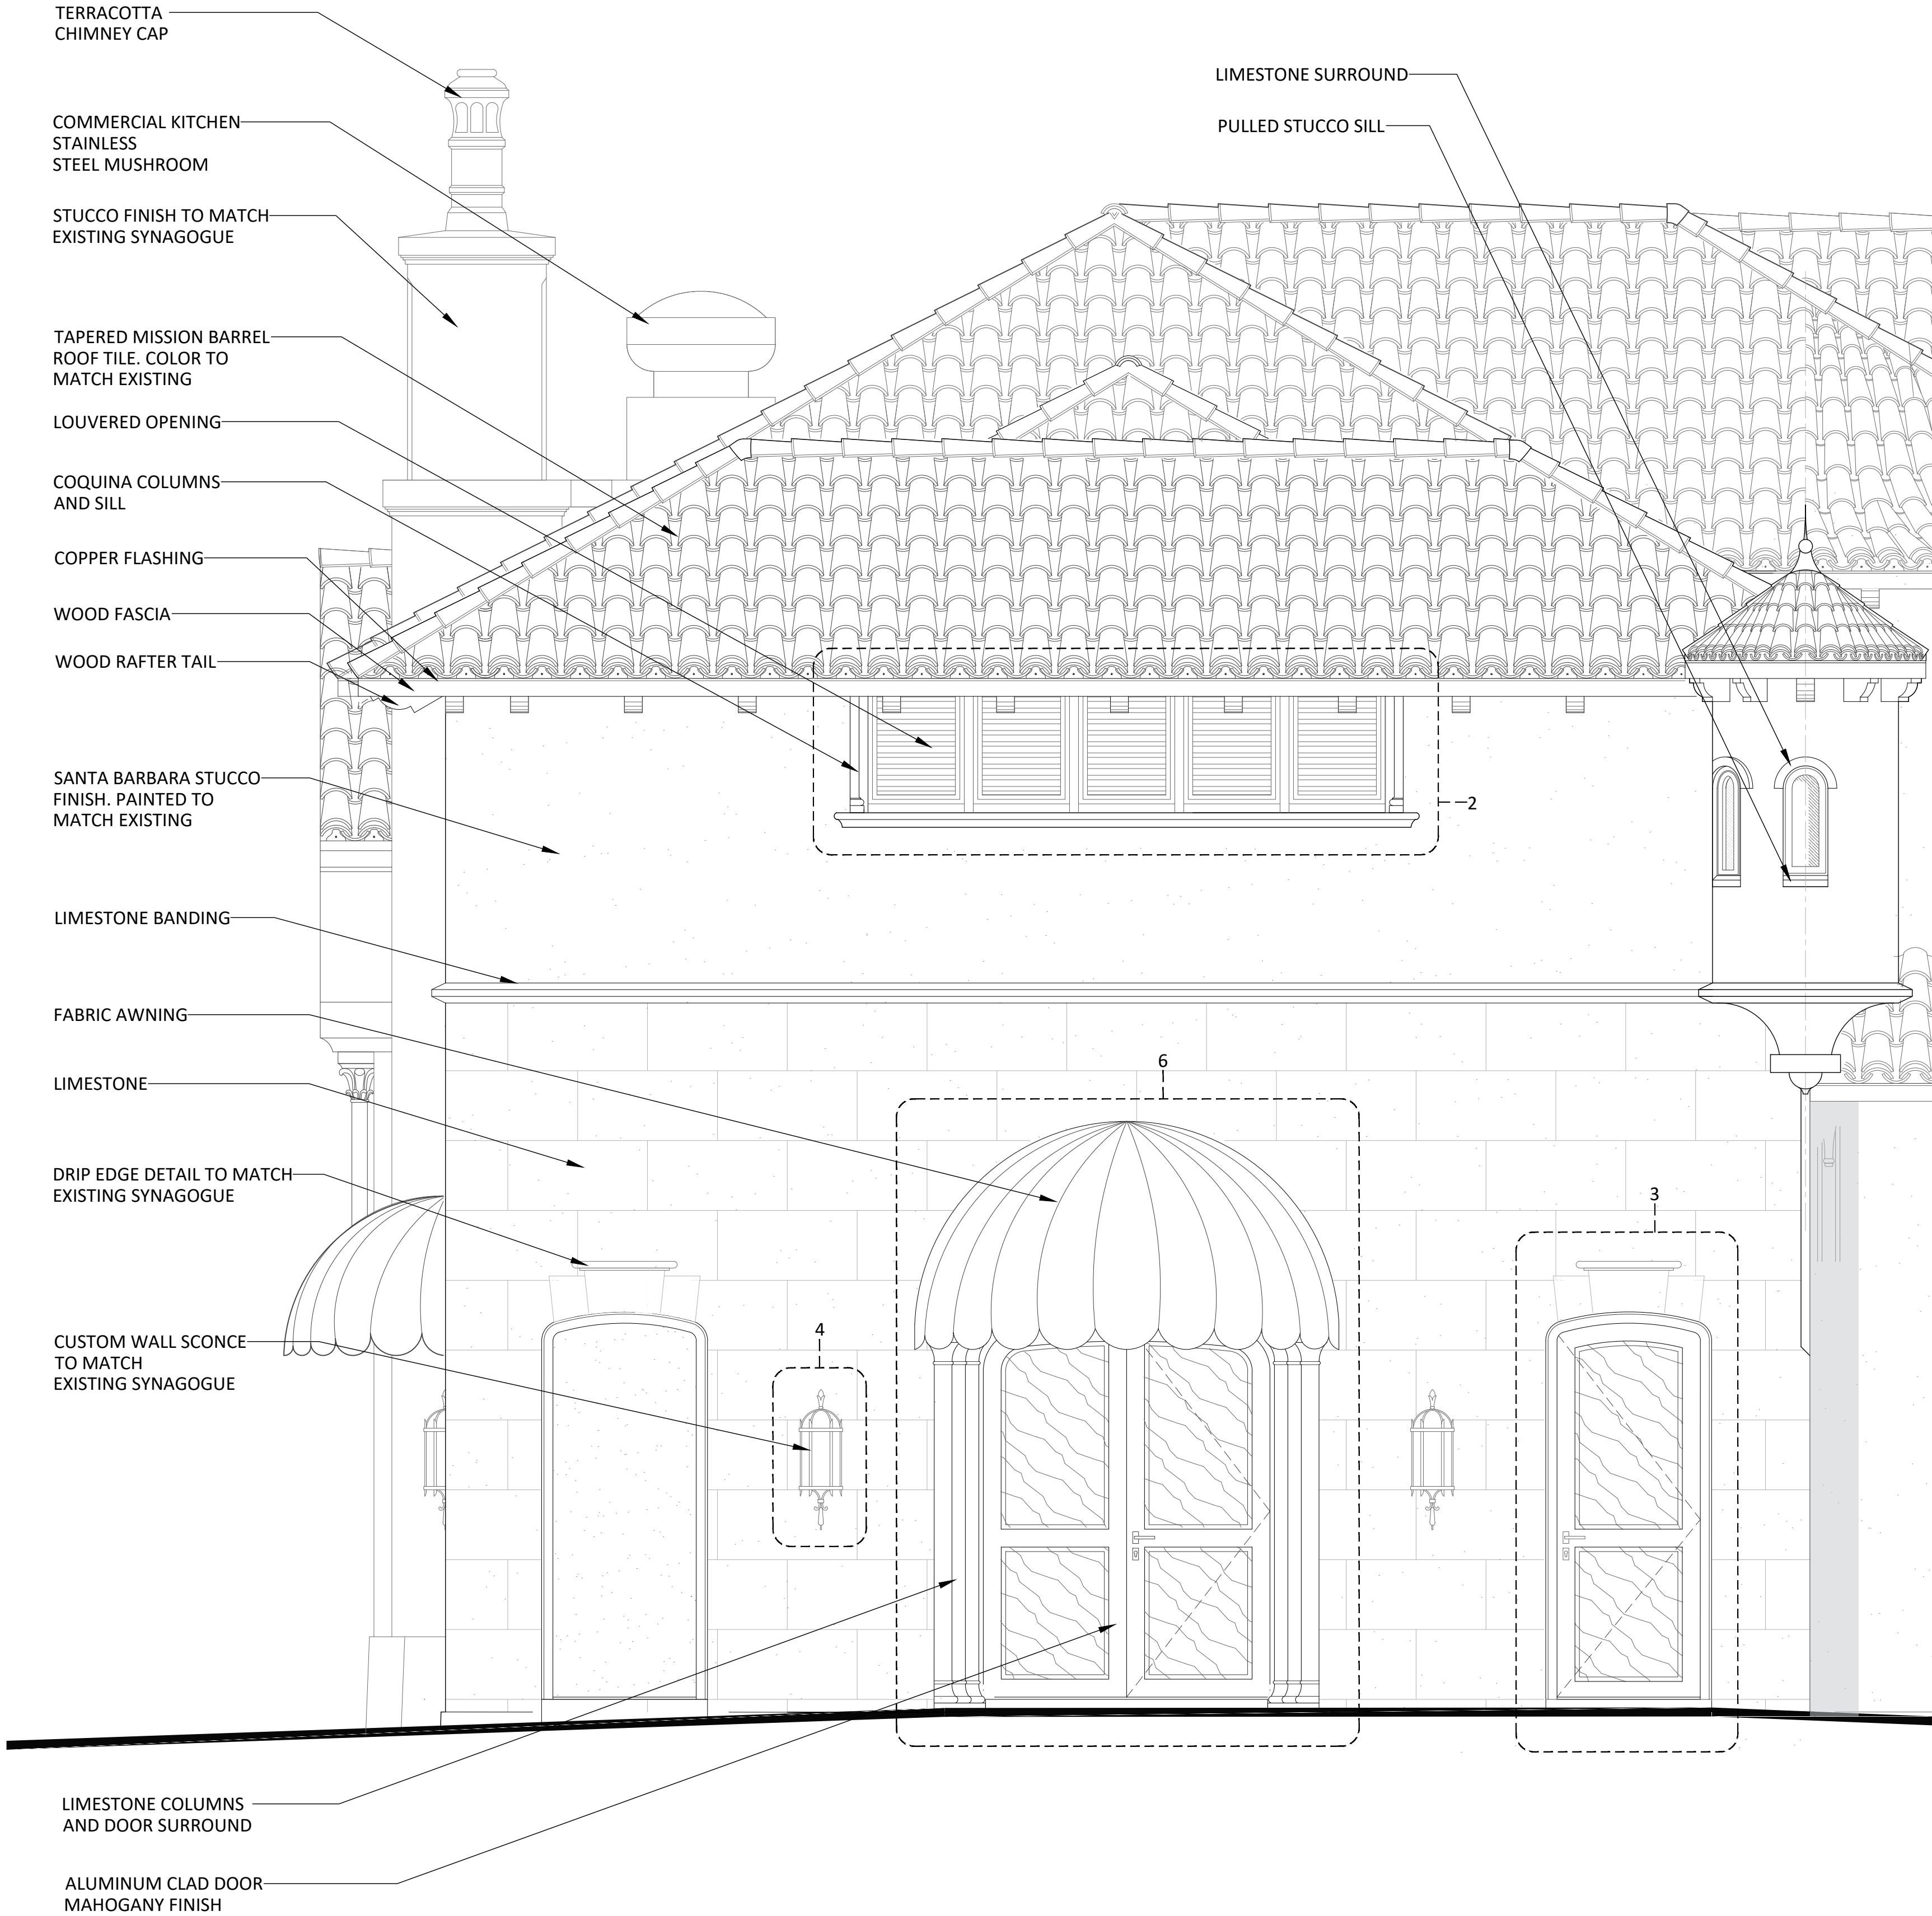 TERRACOTTA
CHIMNEY CAP
COMMERCIAL KITCHEN
STAINLESS
STEEL MUSHROOM
STUCCO FINISH TO MATCH
EXISTING SYNAGOGUE
TAPERED MISSION BARREL
ROOF TILE. COLOR TO
MATCH EXISTING
LOUVERED OPENING
COQUINA COLUMNS
AND SILL
COPPER FLASHING
WOOD FASCIA
WOOD RAFTER TAIL
SANTA BARBARA STUCCO
FINISH. PAINTED TO
MATCH EXISTING
LIMESTONE BANDING
FABRIC AWNING
LIMESTONE
DRIP EDGE DETAIL TO MATCH
EXISTING SYNAGOGUE
CUSTOM WALL SCONCE
TO MATCH
EXISTING SYNAGOGUE
LIMESTONE COLUMNS
AND DOOR SURROUND
ALUMINUM CLAD DOOR
MAHOGANY FINISH
LIMESTONE SURROUND
PULLED STUCCO SILL
2
6
3
4